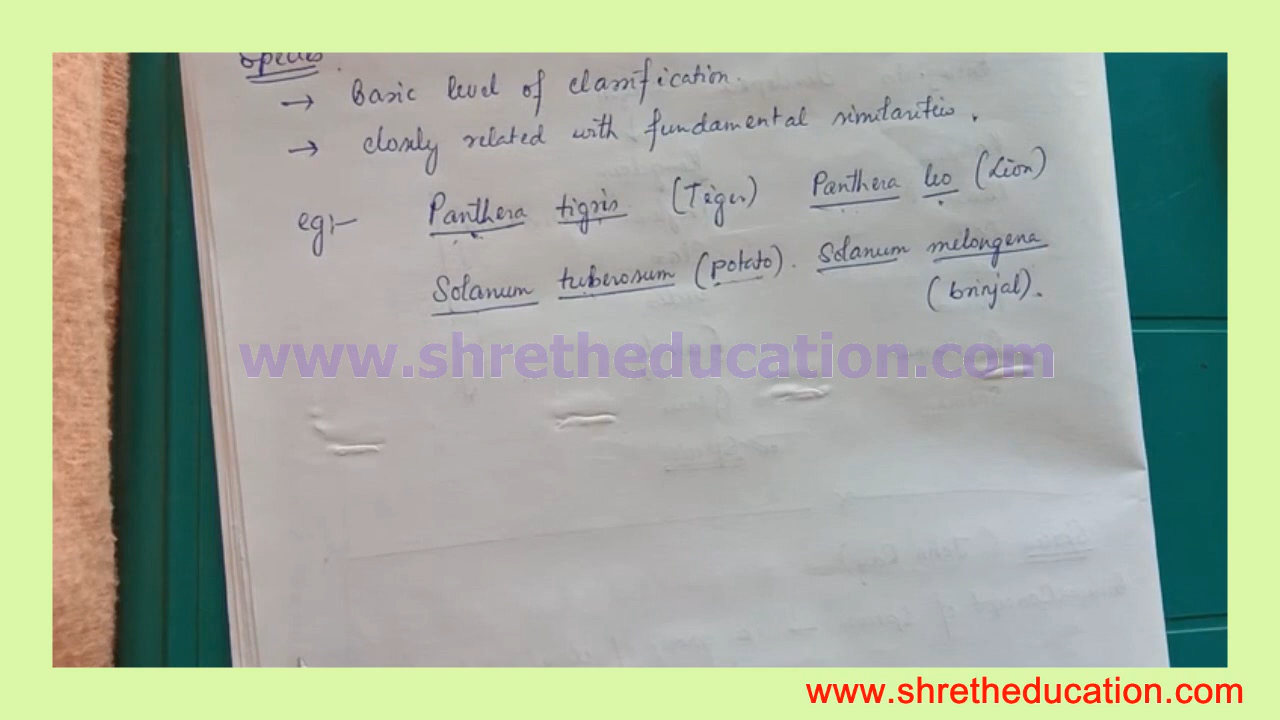 Species.
→ Basic level of classification.
→ closely related with fundamental similarities.
eg:- Panthera tigris (Tiger) Panthera leo (Lion)
Solanum tuberosum (potato). Solanum melongena
(brinjal).
www.shretheducation.com
www.shretheducation.com